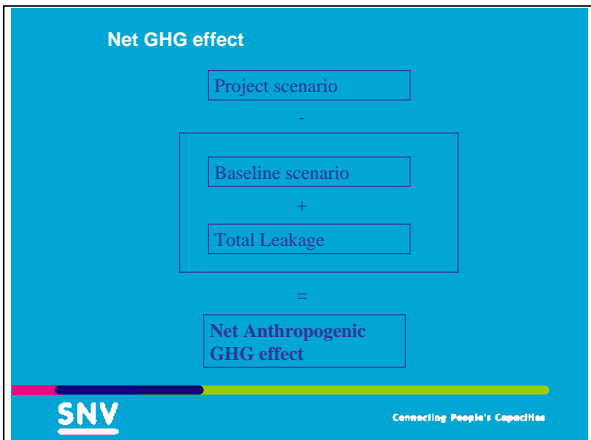 Net GHG effect
Project scenario
-
Baseline scenario
+
Total Leakage
=
Net Anthropogenic
GHG effect
SNV
Connecting People's Capacities